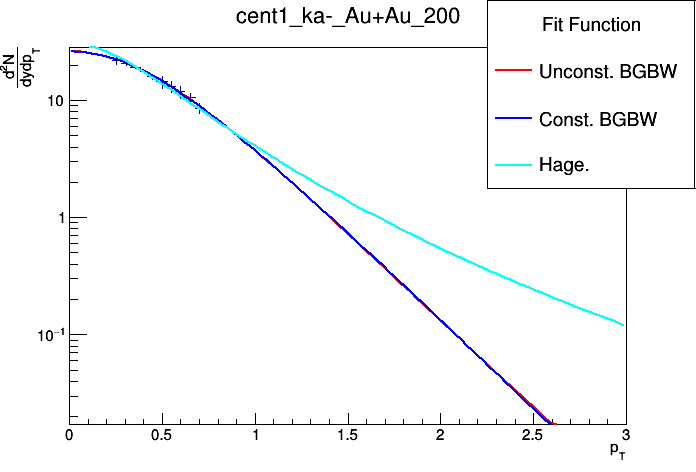 cent1_ka-_Au+Au_200
d²N
dydp_T
Fit Function
Unconst. BGBW
Const. BGBW
Hage.
10
1
10⁻¹
0
0.5
1
1.5
2
2.5
3
p_T